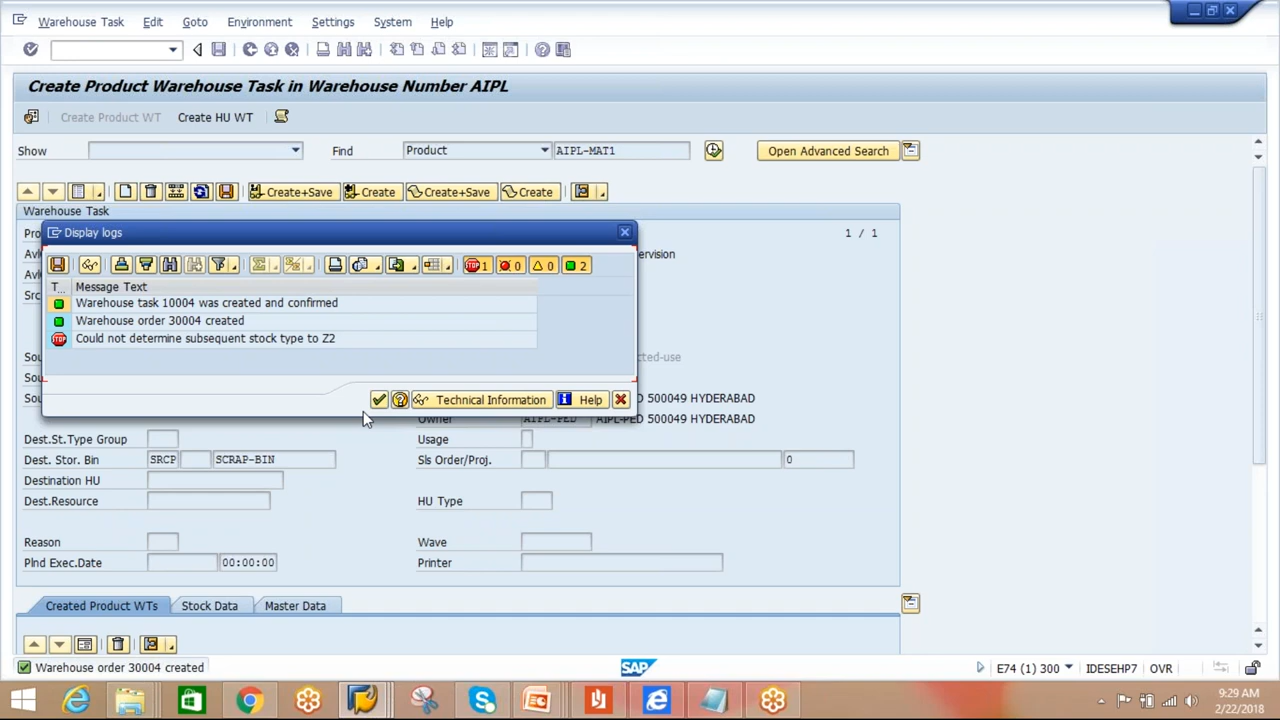 Warehouse Task Edit Goto Environment Settings System Help
Create Product Warehouse Task in Warehouse Number AIPL
Create Product WT Create HU WT
Show Find Product AIPL-MAT1 Open Advanced Search
Create+Save Create Create+Save Create
Warehouse Task
1 / 1
Display logs
1 0 0 2
T... Message Text
Warehouse task 10004 was created and confirmed
Warehouse order 30004 created
STOP Could not determine subsequent stock type to Z2
Technical Information Help
500049 HYDERABAD
Owner AIPL-PED AIPL-PED 500049 HYDERABAD
Dest.St.Type Group Usage
Dest. Stor. Bin SRCP SCRAP-BIN Sls Order/Proj. 0
Destination HU
Dest.Resource HU Type
Reason Wave
Plnd Exec.Date 00:00:00 Printer
Created Product WTs Stock Data Master Data
Warehouse order 30004 created SAP E74 (1) 300 IDESEHP7 OVR
9:29 AM
2/22/2018